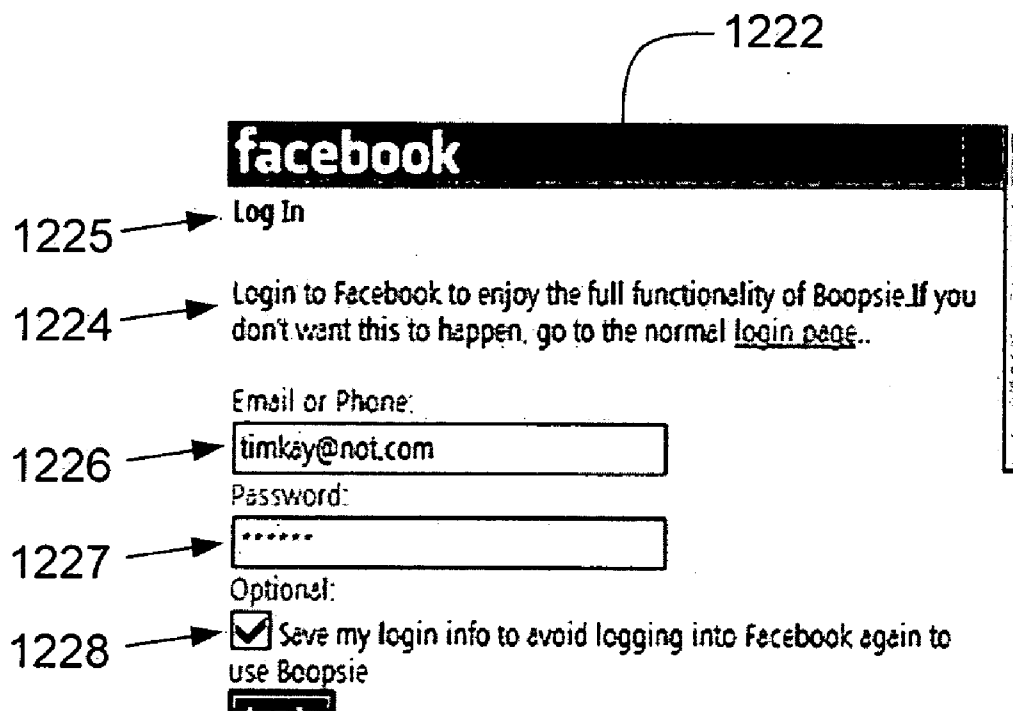 1222
facebook
1225
Log In
1224
Login to Facebook to enjoy the full functionality of Boopsie.If you
don't want this to happen, go to the normal login page..
Email or Phone:
1226
timkay@not.com
Password:
1227
******
Optional:
1228
Save my login info to avoid logging into Facebook again to
use Boopsie